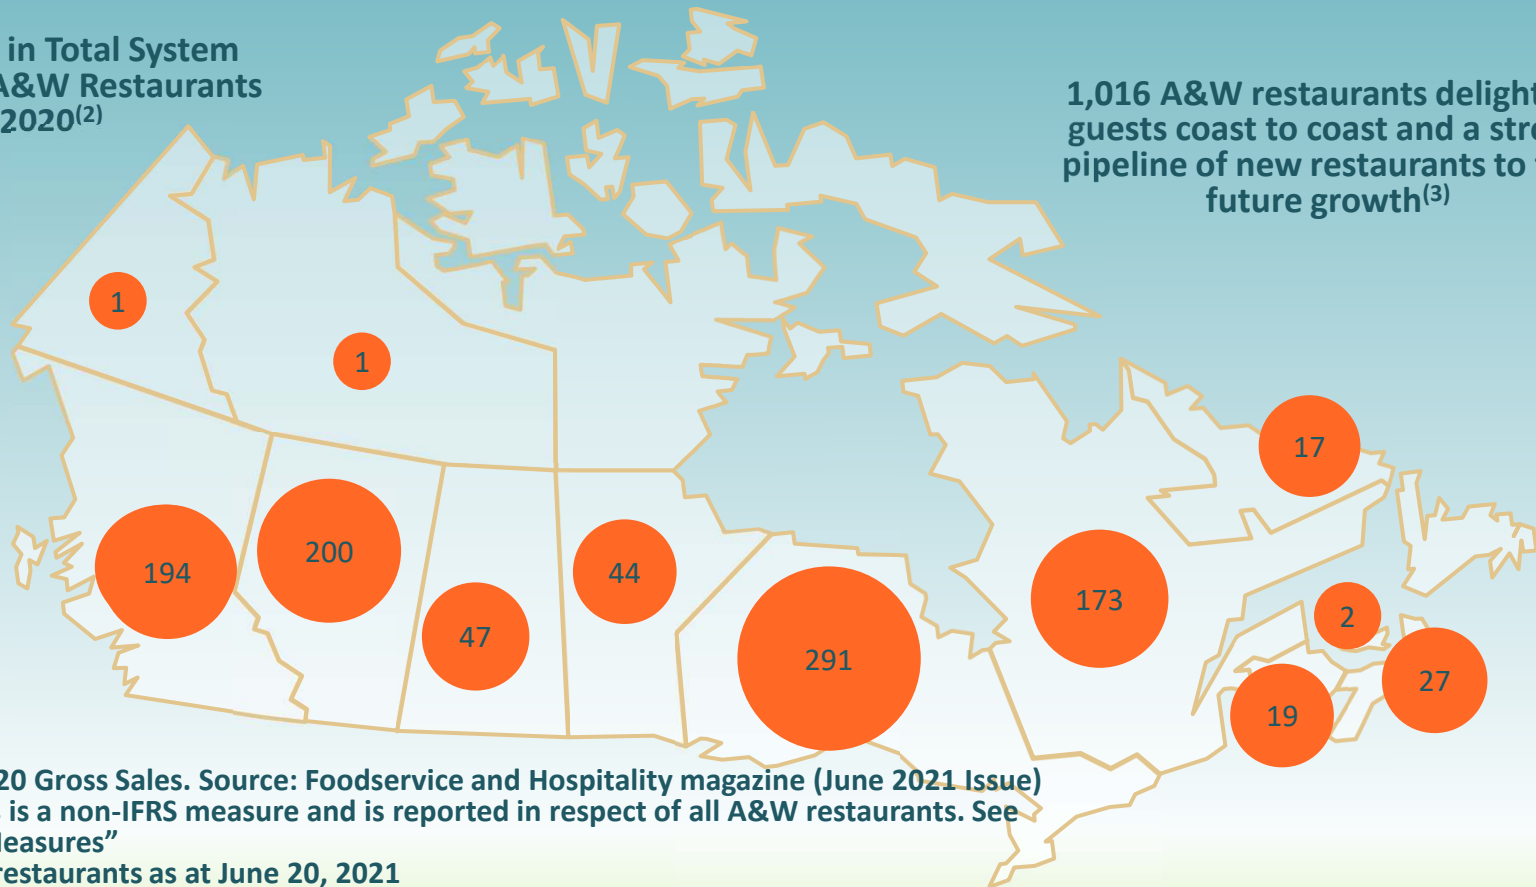 in Total System
A&W Restaurants
2020(2)
1,016 A&W restaurants delight
guests coast to coast and a
pipeline of new restaurants to
future growth(3)
1
1
17
194
200
47
44
291
173
2
27
19
20 Gross Sales. Source: Foodservice and Hospitality magazine (June 2021 Issue)
is a non-IFRS measure and is reported in respect of all A&W restaurants. See
Measures”
restaurants as at June 20, 2021